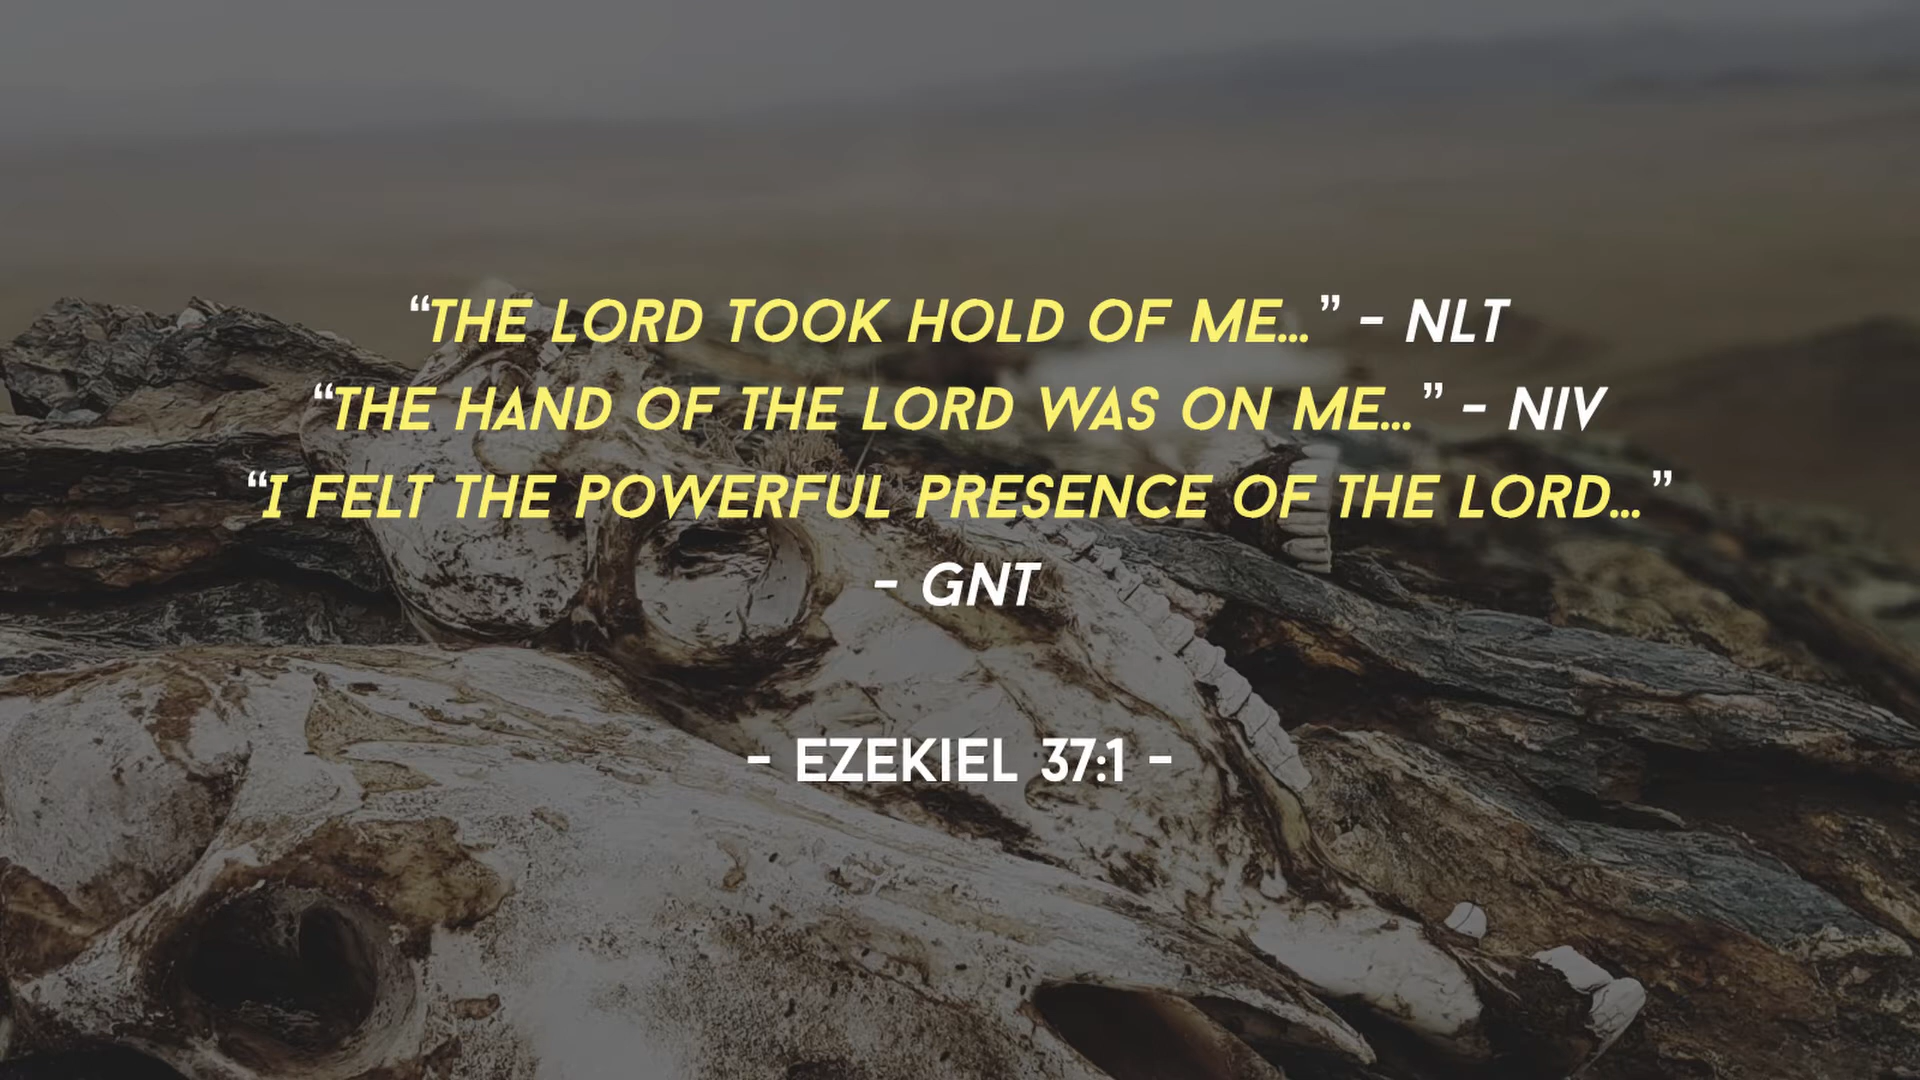 “THE LORD TOOK HOLD OF ME...” - NLT
“THE HAND OF THE LORD WAS ON ME...” - NIV
“I FELT THE POWERFUL PRESENCE OF THE LORD...”
- GNT
- EZEKIEL 37:1 -